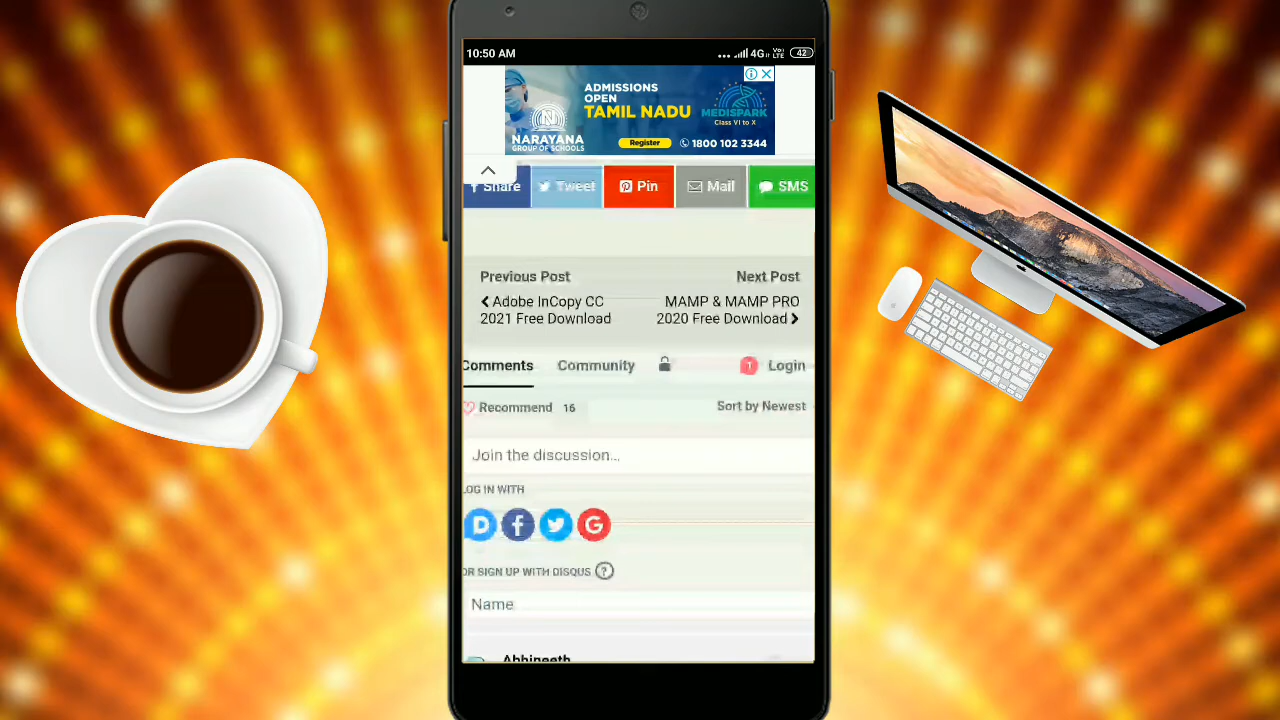 10:50 AM
4G
Vo
LTE
42
ADMISSIONS
OPEN
TAMIL NADU
N
NARAYANA
GROUP OF SCHOOLS
MEDISPARK
Class VI to X
Register
1800 102 3344
Share
Tweet
Pin
Mail
SMS
Previous Post
Next Post
Adobe InCopy CC
2021 Free Download
MAMP & MAMP PRO
2020 Free Download
Comments
Community
Login
Recommend 16
Sort by Newest
Join the discussion...
LOG IN WITH
OR SIGN UP WITH DISQUS ?
Name
Abhineeth